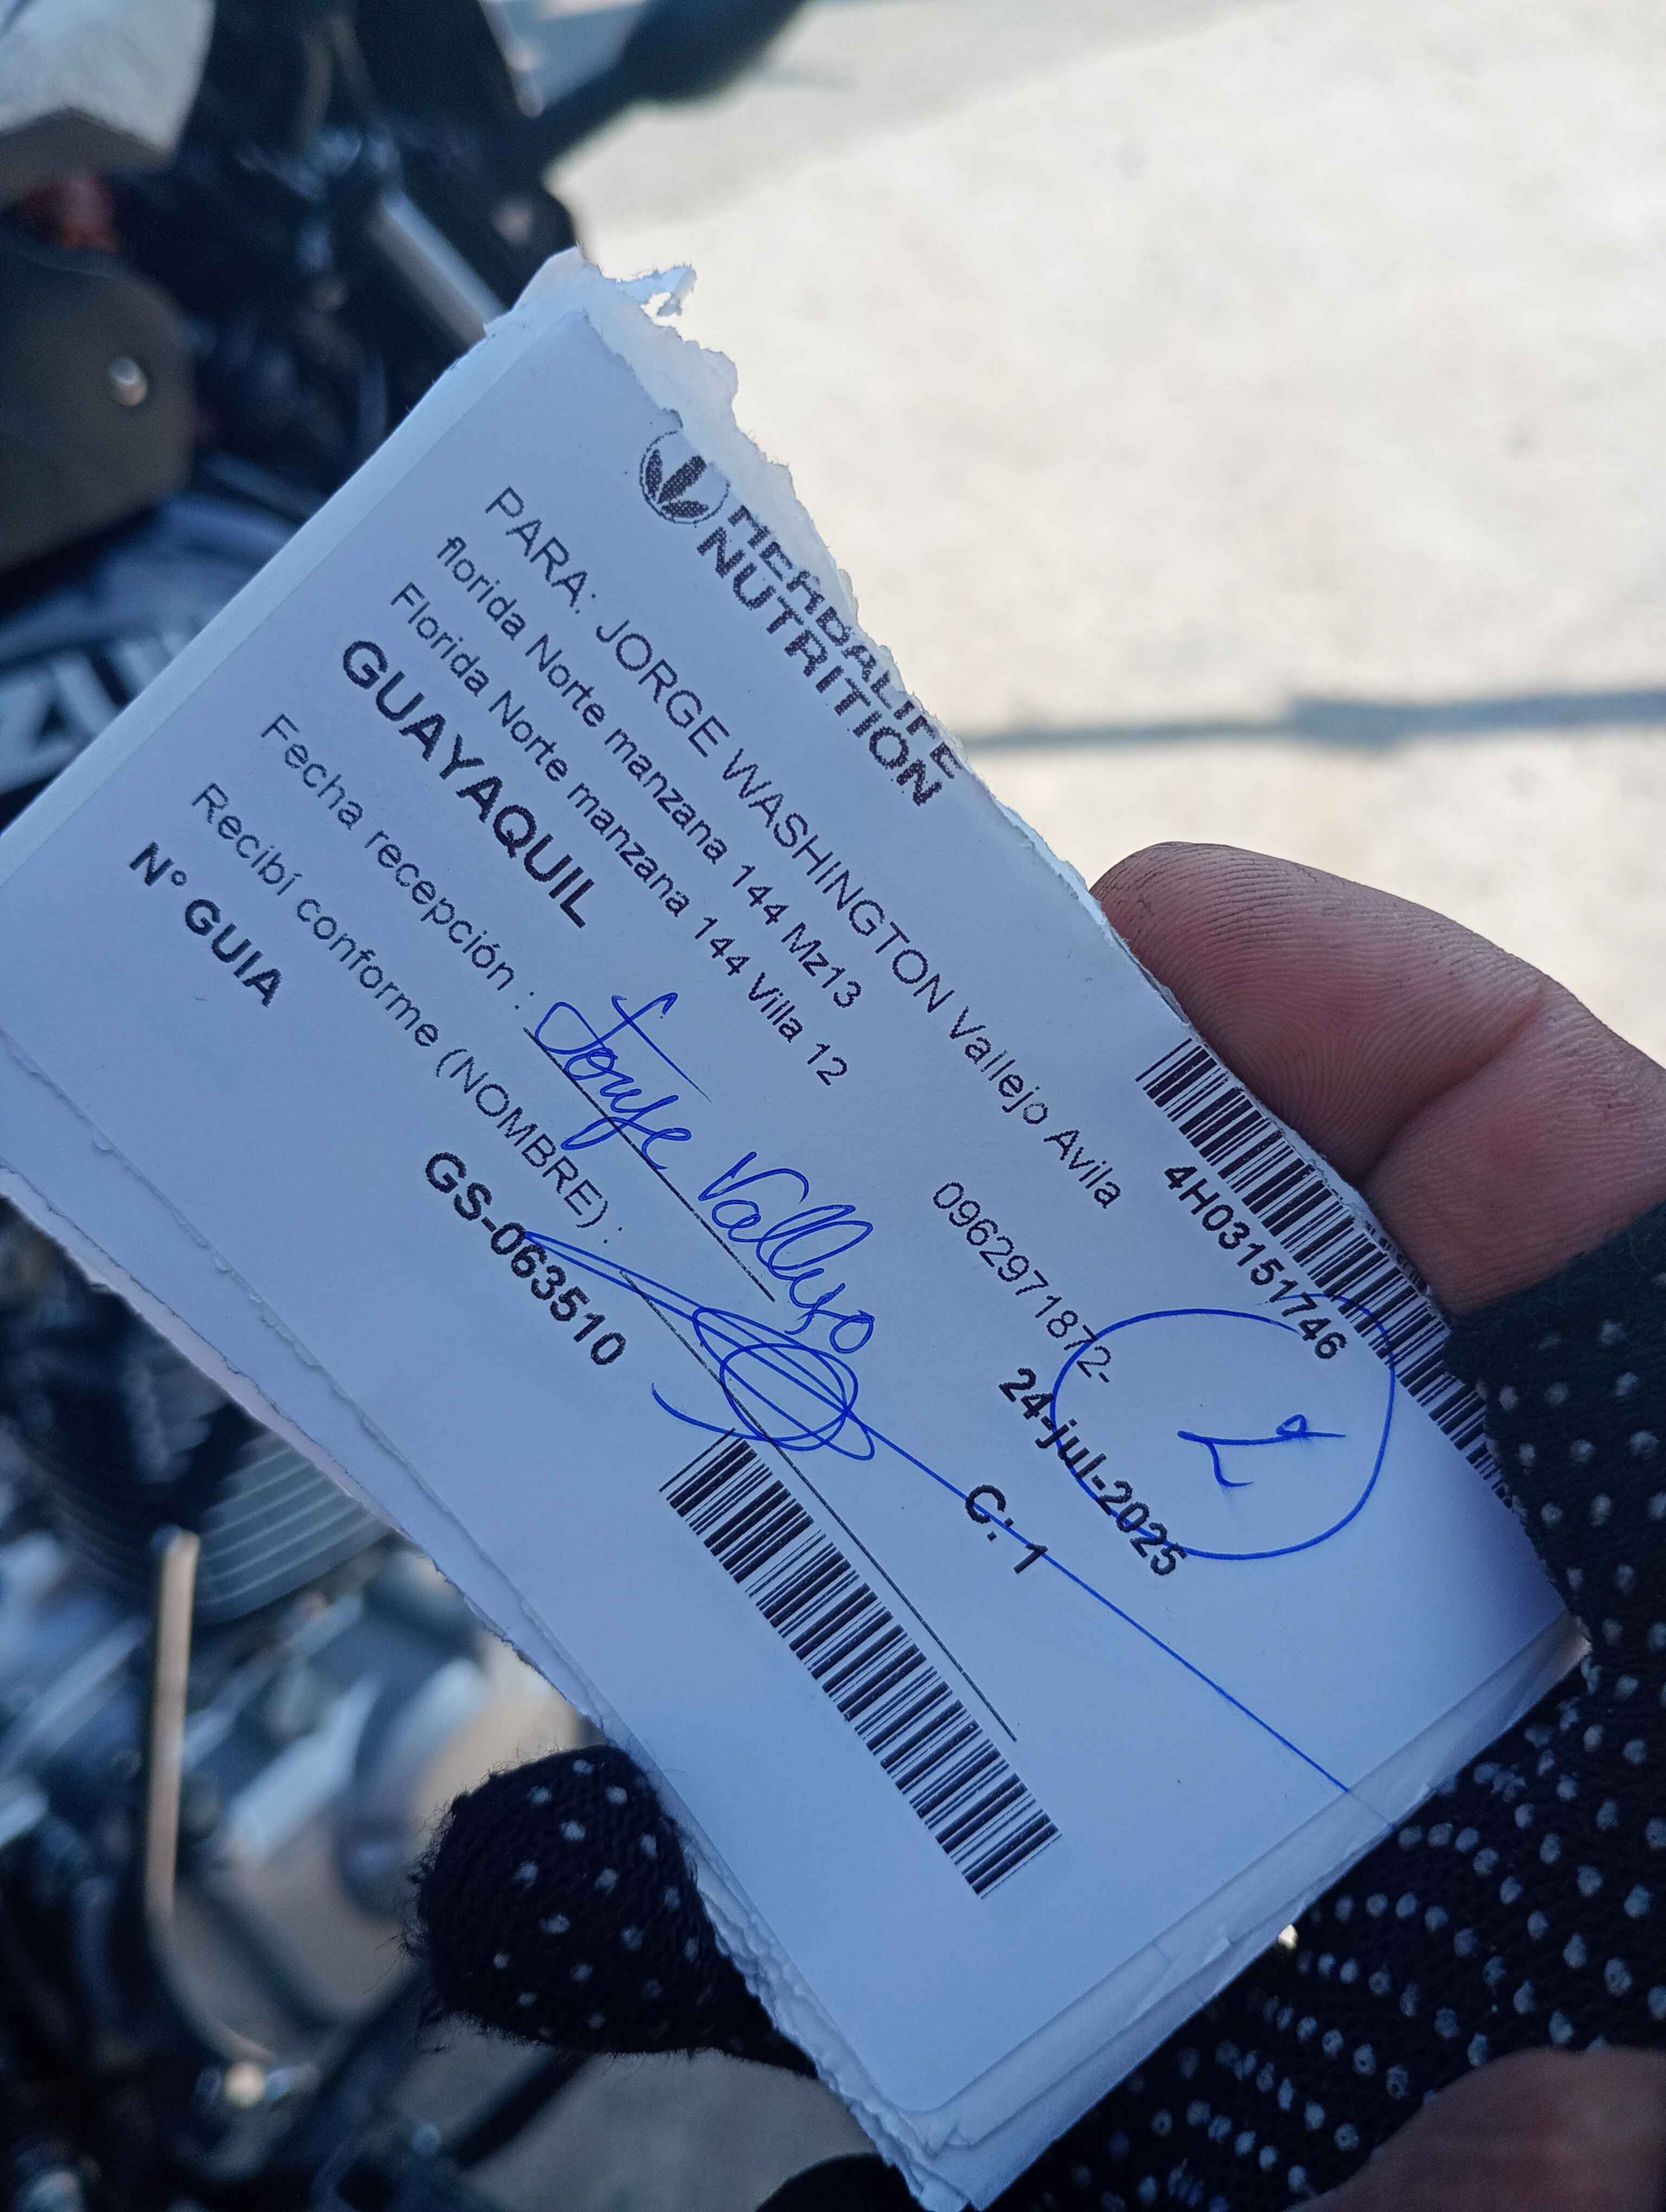 HERBALIFE
NUTRITION
4H03151746
PARA: JORGE WASHINGTON Vallejo Avila
florida Norte manzana 144 Mz13
0962971872-
Florida Norte manzana 144 Villa 12
24-jul-2025
GUAYAQUIL
C: 1
Fecha recepción :
Jorge Vallejo
Recibí conforme (NOMBRE) :
N° GUIA
GS-063510